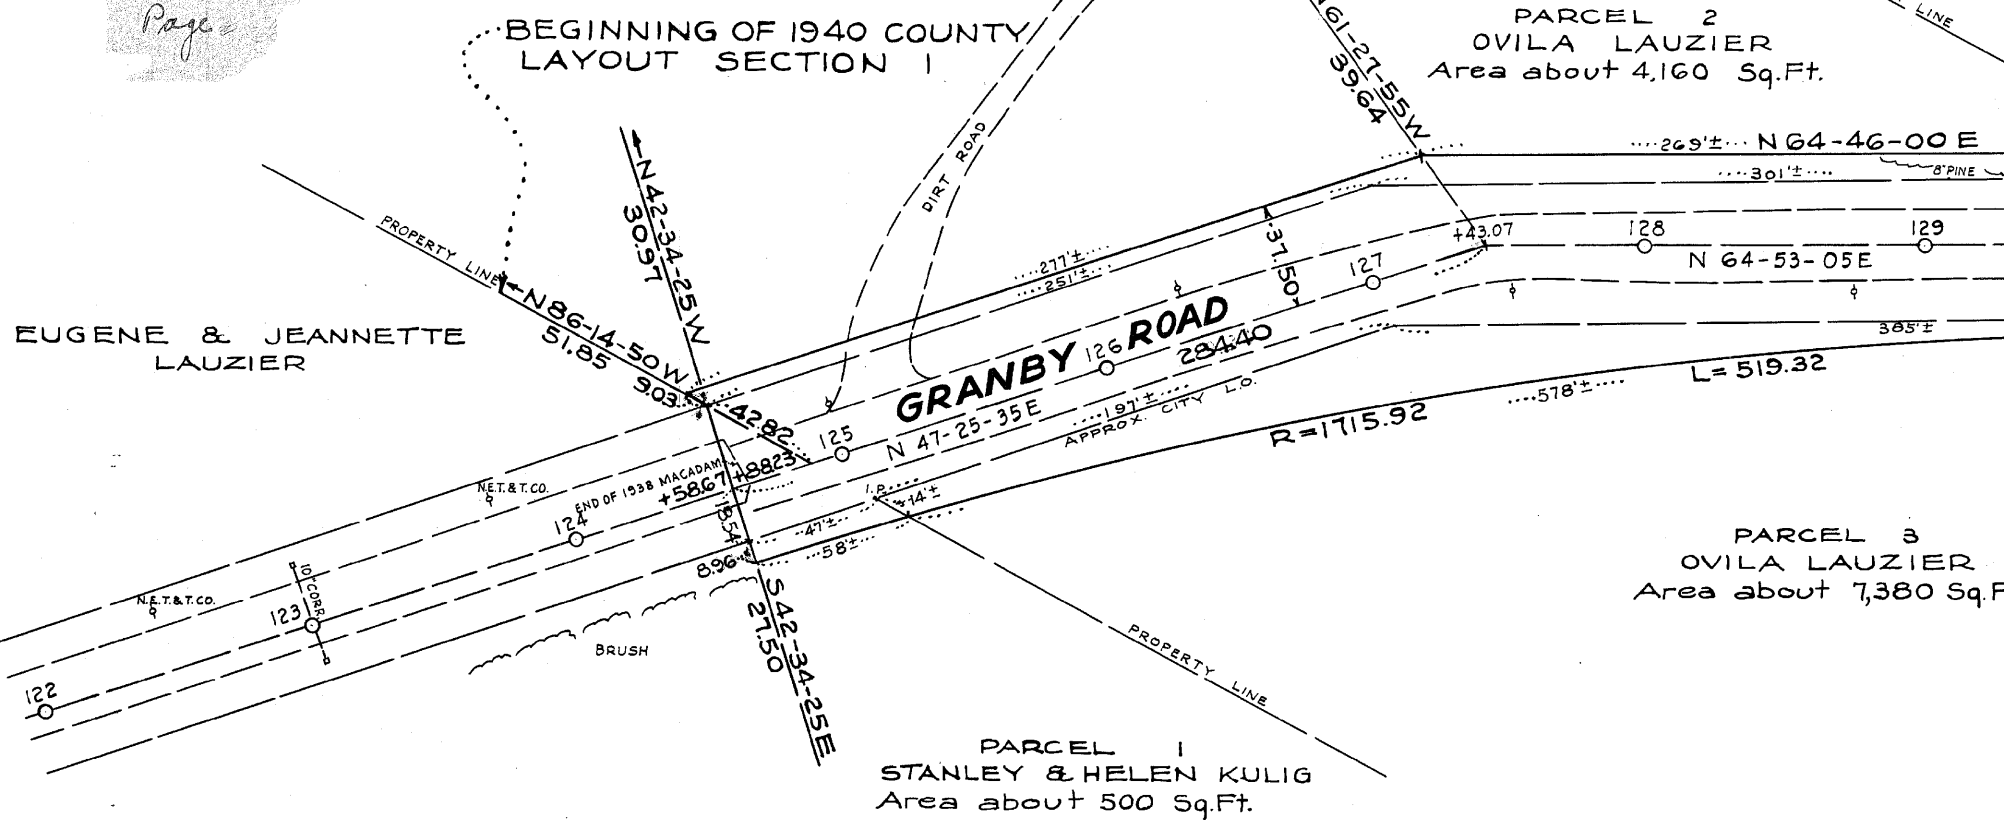 Page
BEGINNING OF 1940 COUNTY
LAYOUT SECTION 1
N61-27-55W
39.64
PARCEL 2
OVILA LAUZIER
Area about 4,160 Sq.Ft.
LINE
269'± N 64-46-00 E
301'±
8" PINE
DIRT ROAD
N42-34-25W
30.97
PROPERTY LINE
N86-14-50W
51.85
9.03
42.82
EUGENE & JEANNETTE
LAUZIER
277'±
251'±
37.50
+43.07
127
128
129
N 64-53-05E
385'±
GRANBY ROAD
126
284.40
125
N 47-25-35E
197'±
APPROX. CITY L.O.
R=1715.92
578'±
L=519.32
END OF 1938 MACADAM
+58.67 +88.23
N.E.T.&T.CO.
124
18.54
I.P.
14'±
47'±
58'±
8.96
10" CORR.
N.E.T.&T.CO.
123
122
BRUSH
S42-34-25E
27.50
PROPERTY LINE
PARCEL 3
OVILA LAUZIER
Area about 7,380 Sq.F
PARCEL 1
STANLEY & HELEN KULIG
Area about 500 Sq.Ft.